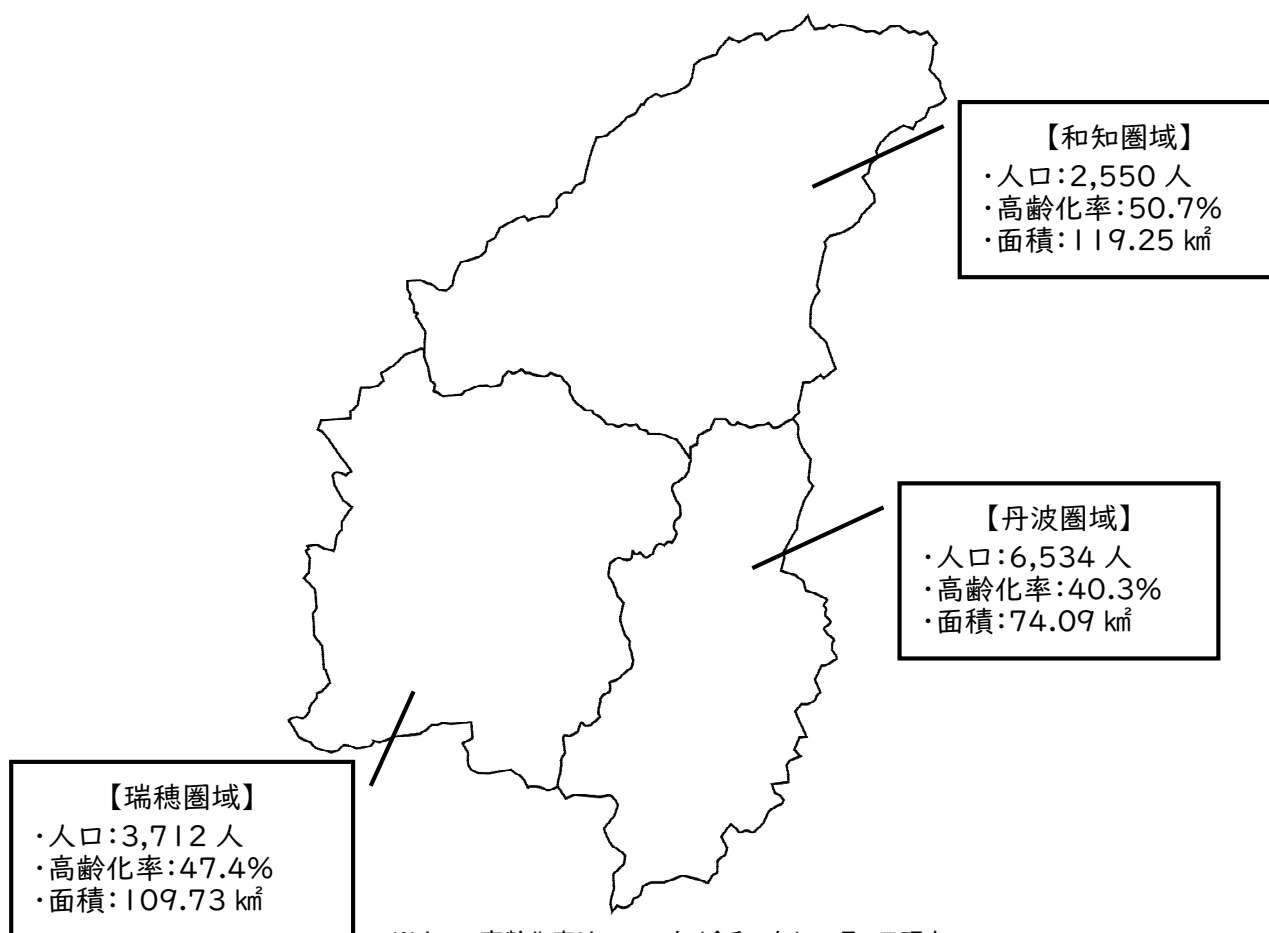 【和知圏域】
・人口：2,550 人
・高齢化率：50.7%
・面積：119.25 ㎢
【丹波圏域】
・人口：6,534 人
・高齢化率：40.3%
・面積：74.09 ㎢
【瑞穂圏域】
・人口：3,712 人
・高齢化率：47.4%
・面積：109.73 ㎢